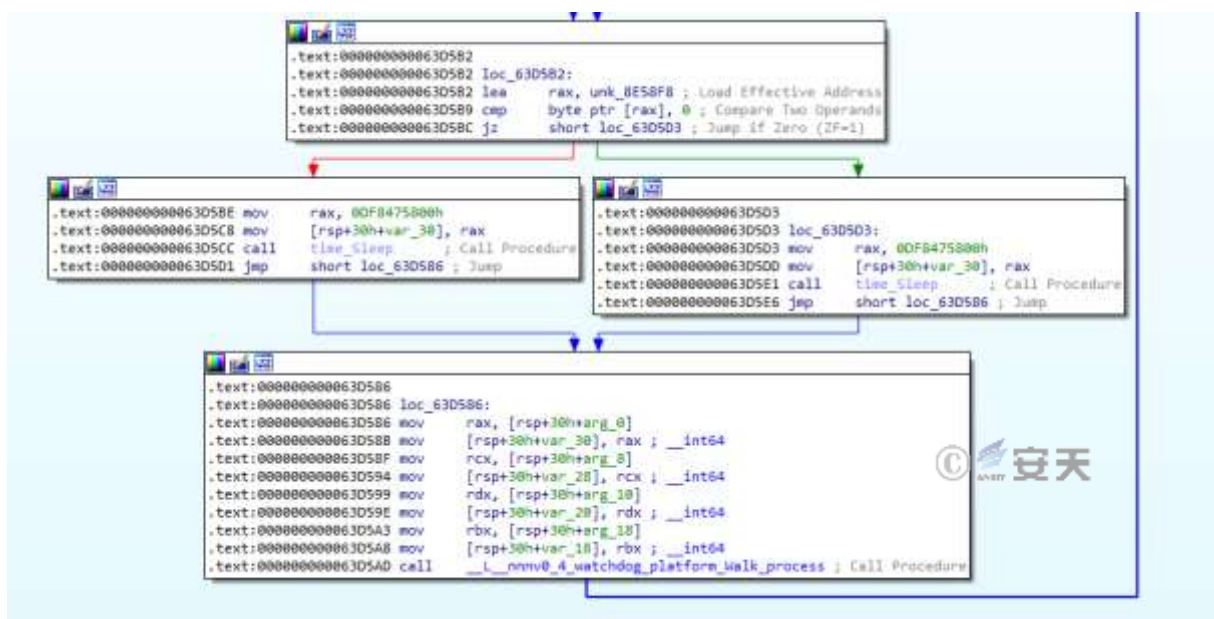 .text:000000000063D5B2
.text:000000000063D5B2 loc_63D5B2:
.text:000000000063D5B2 lea rax, unk_8E58F8 ; Load Effective Address
.text:000000000063D5B9 cmp byte ptr [rax], 0 ; Compare Two Operands
.text:000000000063D5BC jz short loc_63D5D3 ; Jump if Zero (ZF=1)
.text:000000000063D5BE mov rax, 0DF8475800h
.text:000000000063D5C8 mov [rsp+30h+var_30], rax
.text:000000000063D5CC call time_Sleep ; Call Procedure
.text:000000000063D5D1 jmp short loc_63D586 ; Jump
.text:000000000063D5D3
.text:000000000063D5D3 loc_63D5D3:
.text:000000000063D5D3 mov rax, 0DF8475800h
.text:000000000063D5DD mov [rsp+30h+var_30], rax
.text:000000000063D5E1 call time_Sleep ; Call Procedure
.text:000000000063D5E6 jmp short loc_63D586 ; Jump
.text:000000000063D586
.text:000000000063D586 loc_63D586:
.text:000000000063D586 mov rax, [rsp+30h+arg_0]
.text:000000000063D58B mov [rsp+30h+var_30], rax ; __int64
.text:000000000063D58F mov rcx, [rsp+30h+arg_8]
.text:000000000063D594 mov [rsp+30h+var_28], rcx ; __int64
.text:000000000063D599 mov rdx, [rsp+30h+arg_10]
.text:000000000063D59E mov [rsp+30h+var_20], rdx ; __int64
.text:000000000063D5A3 mov rbx, [rsp+30h+arg_18]
.text:000000000063D5A8 mov [rsp+30h+var_18], rbx ; __int64
.text:000000000063D5AD call __L__nnnv0_4_watchdog_platform_Walk_process ; Call Procedure
© 安天